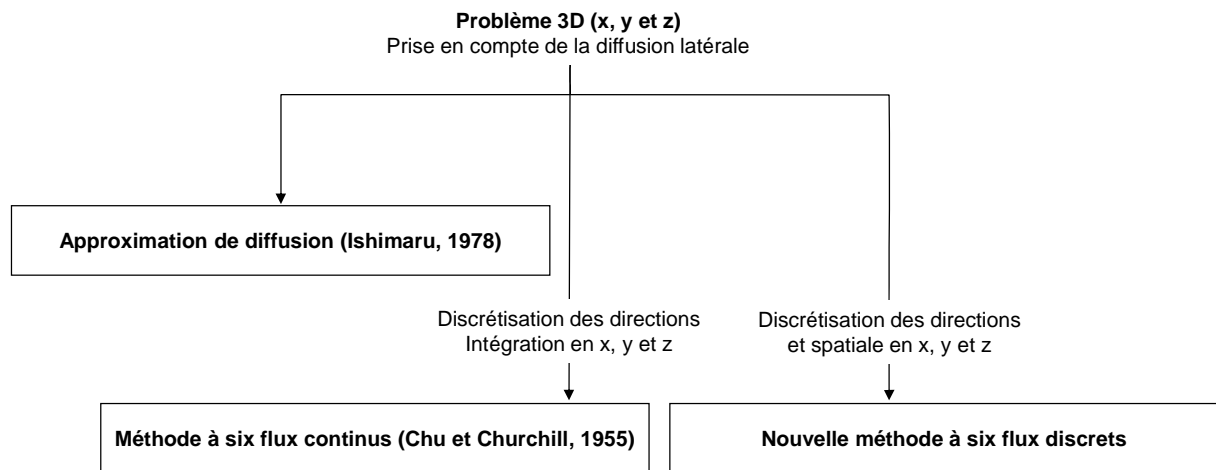 Problème 3D (x, y et z)
Prise en compte de la diffusion latérale
Approximation de diffusion (Ishimaru, 1978)
Discrétisation des directions
Intégration en x, y et z
Discrétisation des directions
et spatiale en x, y et z
Méthode à six flux continus (Chu et Churchill, 1955)
Nouvelle méthode à six flux discrets